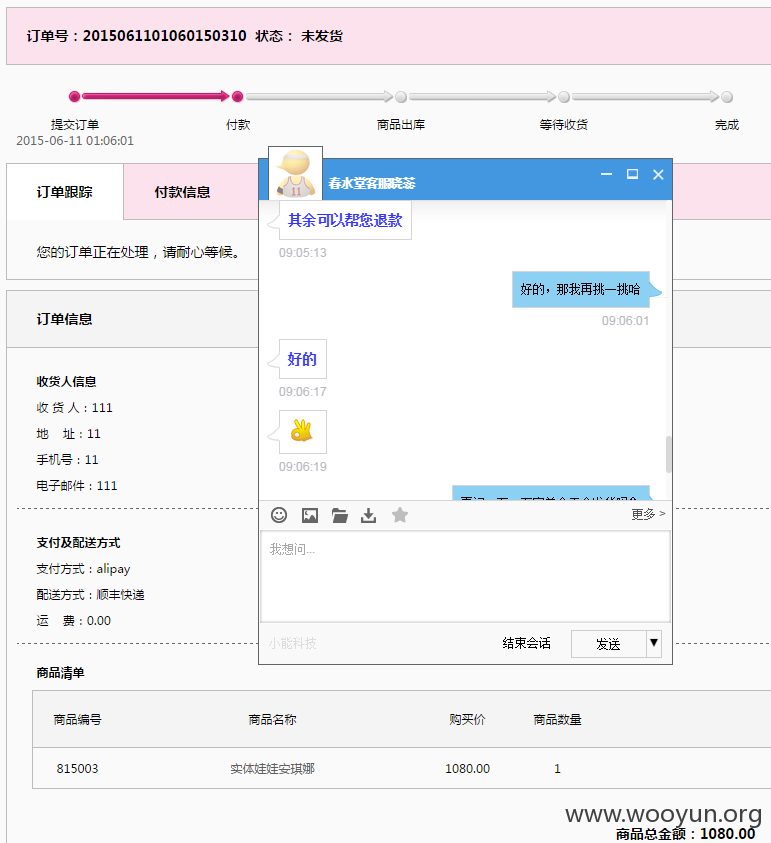 订单号：2015061101060150310 状态： 未发货
提交订单 付款 商品出库 等待收货 完成
2015-06-11 01:06:01
订单跟踪 付款信息
您的订单正在处理，请耐心等候。
春水堂客服晓蕊
其余可以帮您退款
09:05:13
好的，那我再挑一挑哈
09:06:01
好的
09:06:17
09:06:19
更多 >
我想问...
小能科技
结束会话
发送
订单信息
收货人信息
收 货 人：111
地 址：11
手机号：11
电子邮件：111
支付及配送方式
支付方式：alipay
配送方式：顺丰快递
运 费：0.00
商品清单
商品编号 商品名称 购买价 商品数量
815003 实体娃娃安琪娜 1080.00 1
www.wooyun.org
商品总金额：1080.00